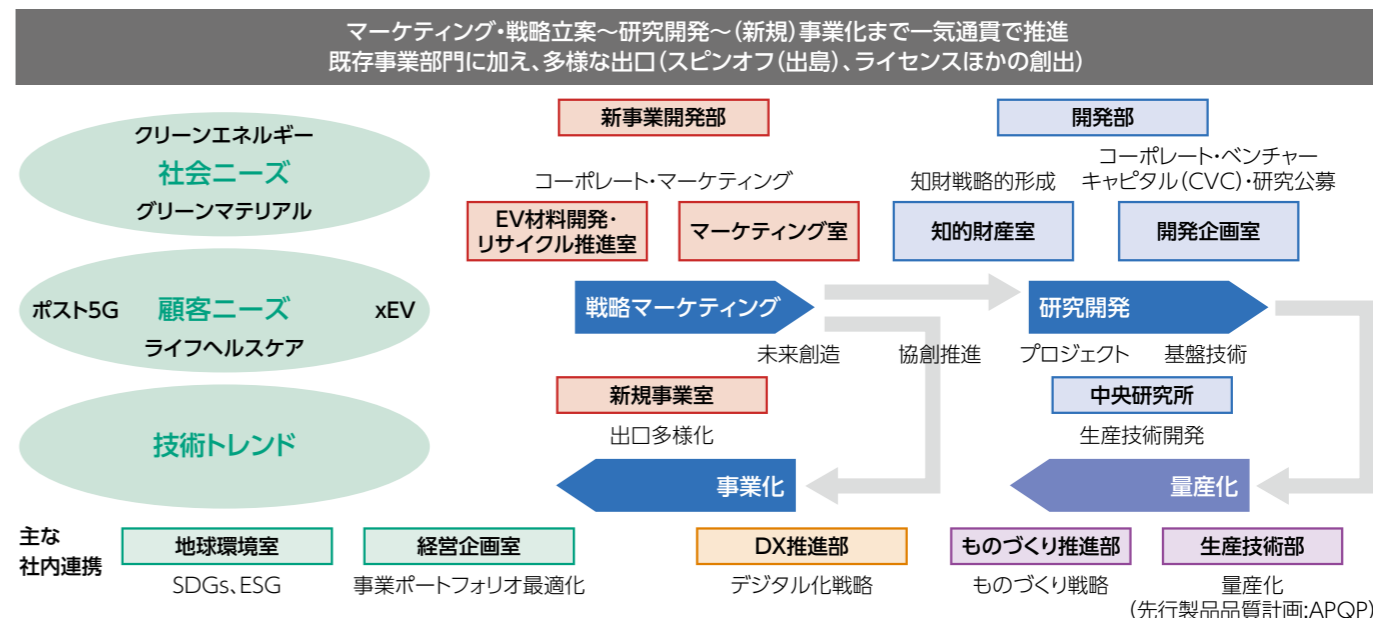 マーケティング・戦略立案～研究開発～（新規）事業化まで一気通貫で推進
既存事業部門に加え、多様な出口（スピンオフ（出島）、ライセンスほかの創出）
クリーンエネルギー
社会ニーズ
グリーンマテリアル
ポスト5G
顧客ニーズ
xEV
ライフヘルスケア
技術トレンド
新事業開発部
コーポレート・マーケティング
EV材料開発・
リサイクル推進室
マーケティング室
開発部
知財戦略的形成
コーポレート・ベンチャー
キャピタル（CVC）・研究公募
知的財産室
開発企画室
戦略マーケティング
研究開発
未来創造
協創推進
プロジェクト
基盤技術
新規事業室
出口多様化
中央研究所
生産技術開発
事業化
量産化
主な
社内連携
地球環境室
SDGs、ESG
経営企画室
事業ポートフォリオ最適化
DX推進部
デジタル化戦略
ものづくり推進部
ものづくり戦略
生産技術部
量産化
（先行製品品質計画:APQP）